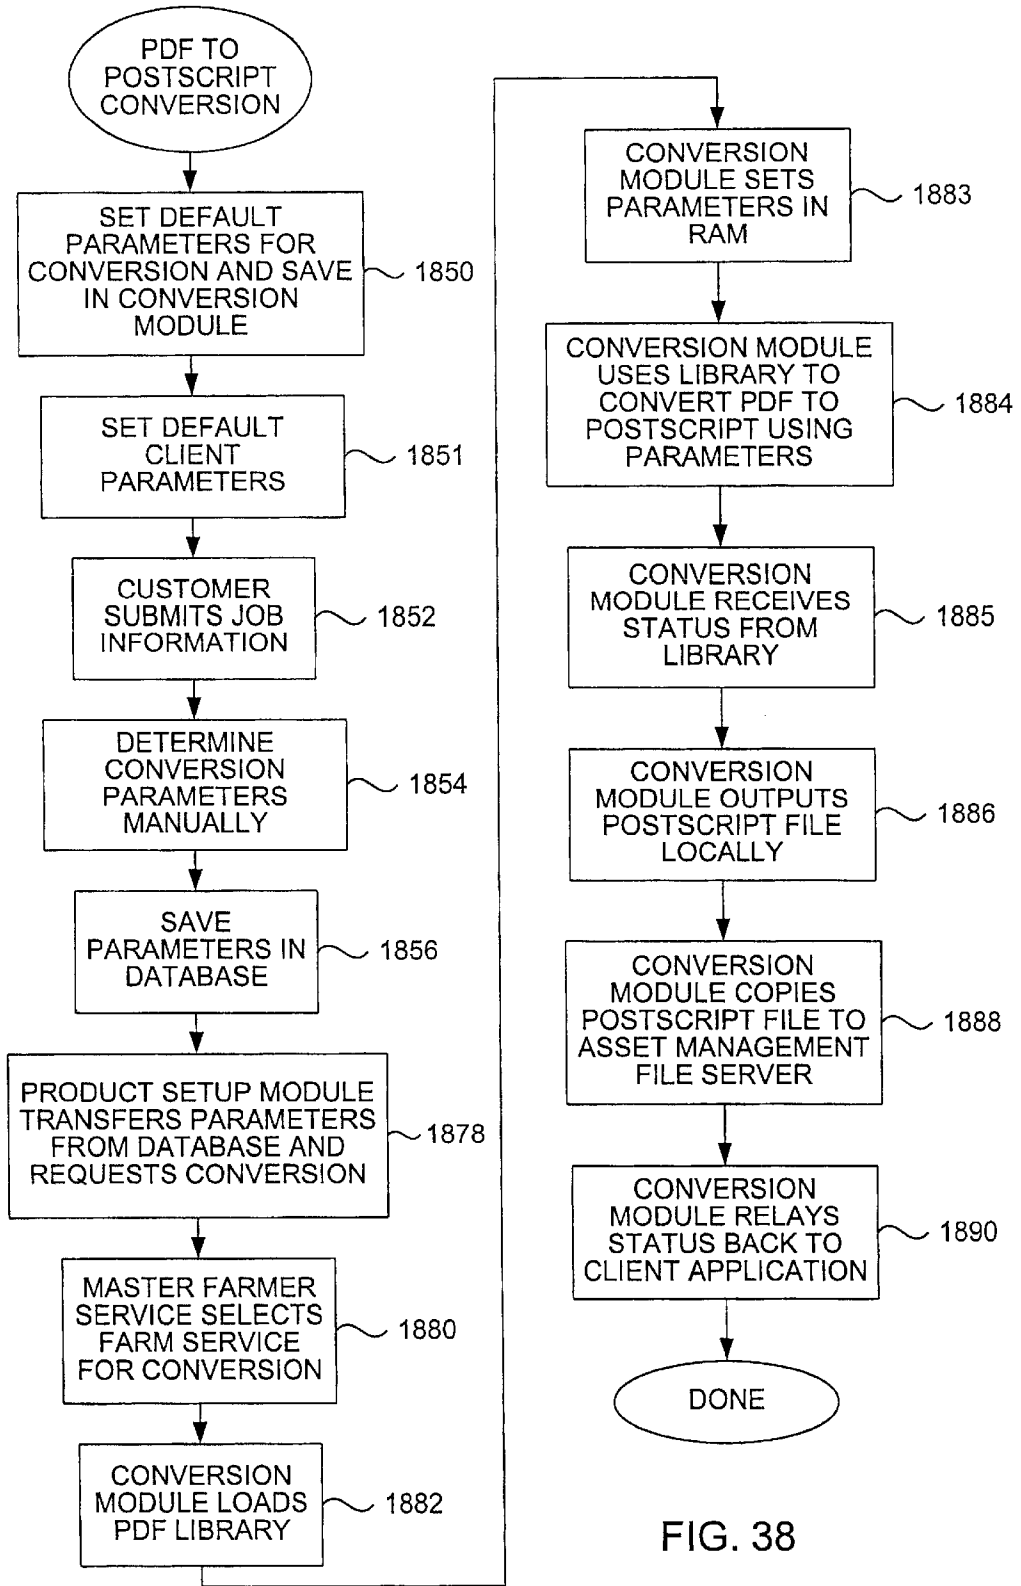 PDF TO
POSTSCRIPT
CONVERSION
SET DEFAULT
PARAMETERS FOR
CONVERSION AND SAVE
IN CONVERSION
MODULE
1850
SET DEFAULT
CLIENT
PARAMETERS
1851
CUSTOMER
SUBMITS JOB
INFORMATION
1852
DETERMINE
CONVERSION
PARAMETERS
MANUALLY
1854
SAVE
PARAMETERS IN
DATABASE
1856
PRODUCT SETUP MODULE
TRANSFERS PARAMETERS
FROM DATABASE AND
REQUESTS CONVERSION
1878
MASTER FARMER
SERVICE SELECTS
FARM SERVICE
FOR CONVERSION
1880
CONVERSION
MODULE LOADS
PDF LIBRARY
1882
CONVERSION
MODULE SETS
PARAMETERS IN
RAM
1883
CONVERSION MODULE
USES LIBRARY TO
CONVERT PDF TO
POSTSCRIPT USING
PARAMETERS
1884
CONVERSION
MODULE RECEIVES
STATUS FROM
LIBRARY
1885
CONVERSION
MODULE OUTPUTS
POSTSCRIPT FILE
LOCALLY
1886
CONVERSION
MODULE COPIES
POSTSCRIPT FILE TO
ASSET MANAGEMENT
FILE SERVER
1888
CONVERSION
MODULE RELAYS
STATUS BACK TO
CLIENT APPLICATION
1890
DONE
FIG. 38